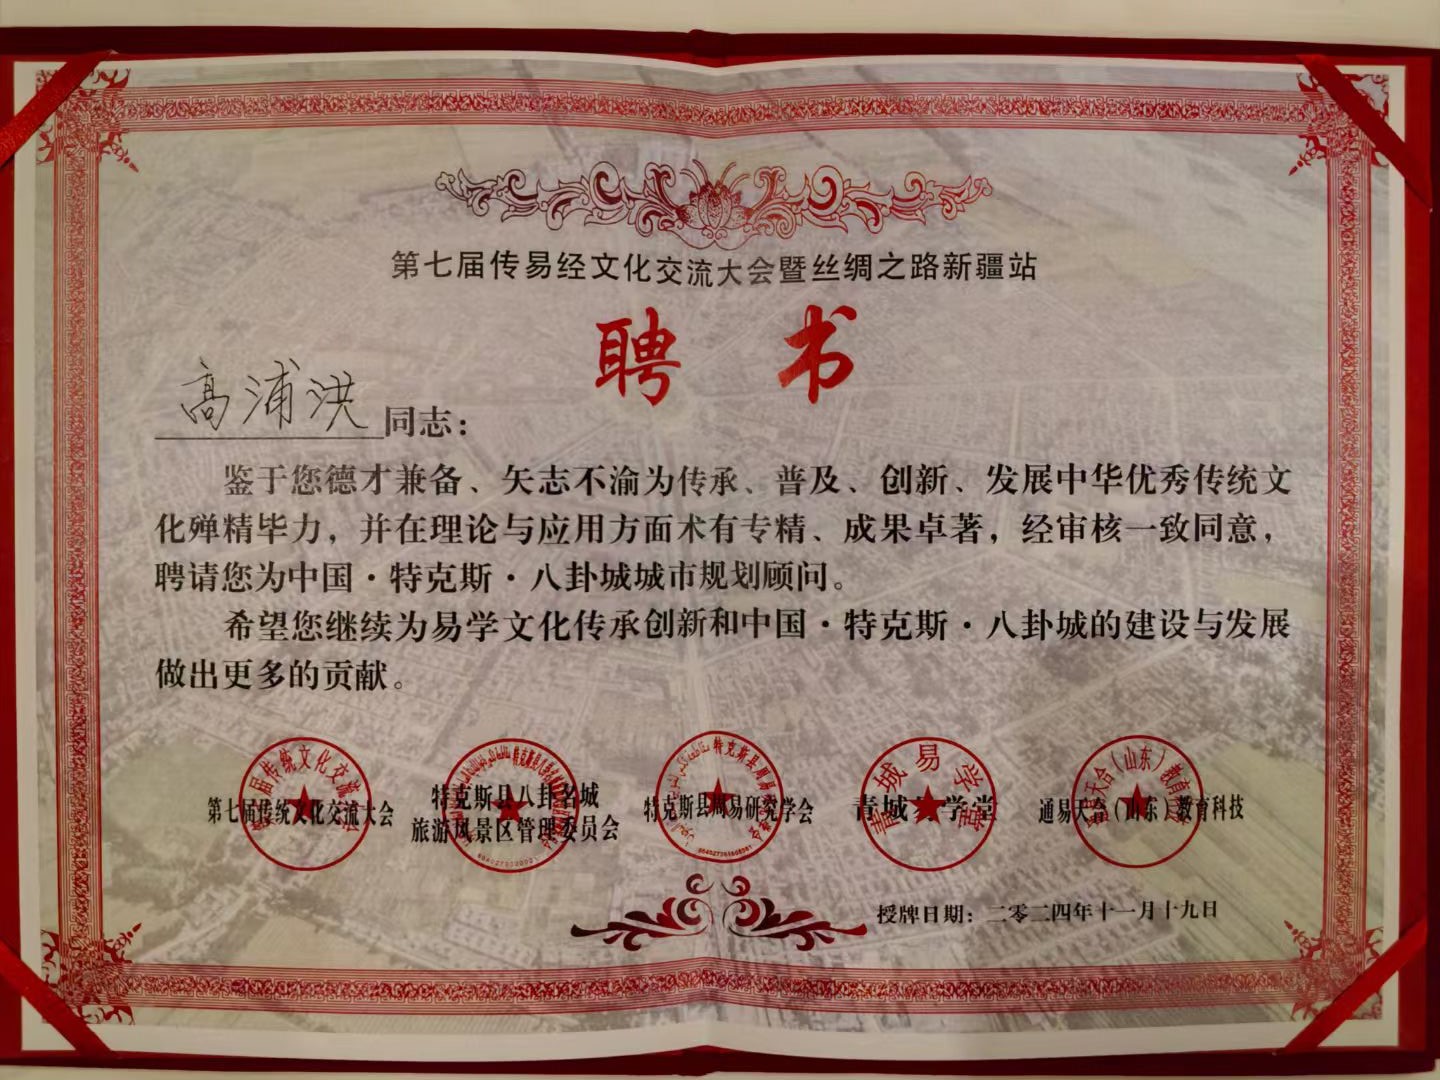 第七届传易经文化交流大会暨丝绸之路新疆站
聘书
高浦洪同志：
鉴于您德才兼备、矢志不渝为传承、普及、创新、发展中华优秀传统文
化殚精毕力，并在理论与应用方面术有专精、成果卓著，经审核一致同意，
聘请您为中国·特克斯·八卦城城市规划顾问。
希望您继续为易学文化传承创新和中国·特克斯·八卦城的建设与发展
做出更多的贡献。
第七届传统文化交流大会
特克斯县八卦名城
旅游风景区管理委员会
特克斯县周易研究学会
青城易学堂
通易天合（山东）教育科技
授牌日期：二零二四年十一月十九日